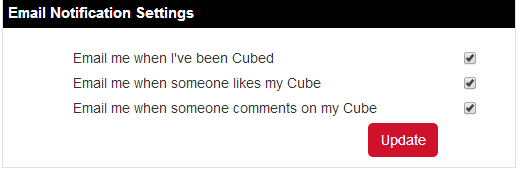 Email Notification Settings
Email me when I've been Cubed
Email me when someone likes my Cube
Email me when someone comments on my Cube
Update